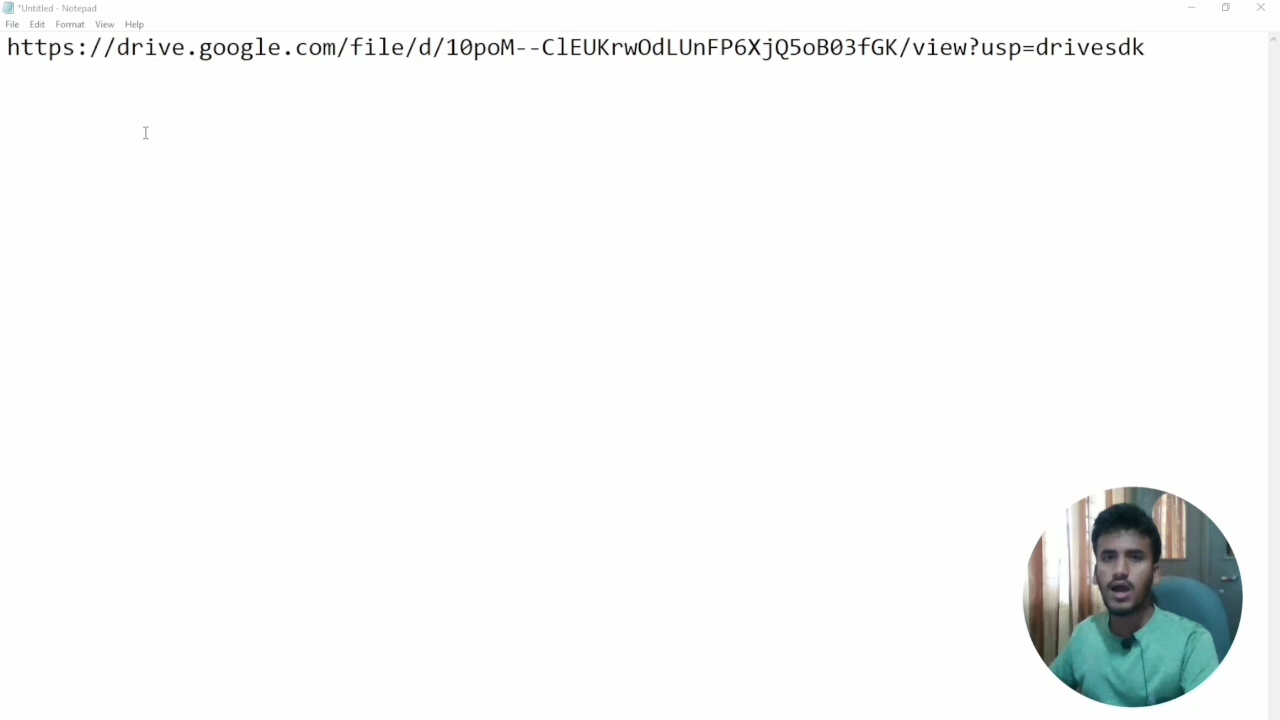 *Untitled - Notepad
File Edit Format View Help
https://drive.google.com/file/d/10poM--ClEUKrwOdLUnFP6XjQ5oB03fGK/view?usp=drivesdk